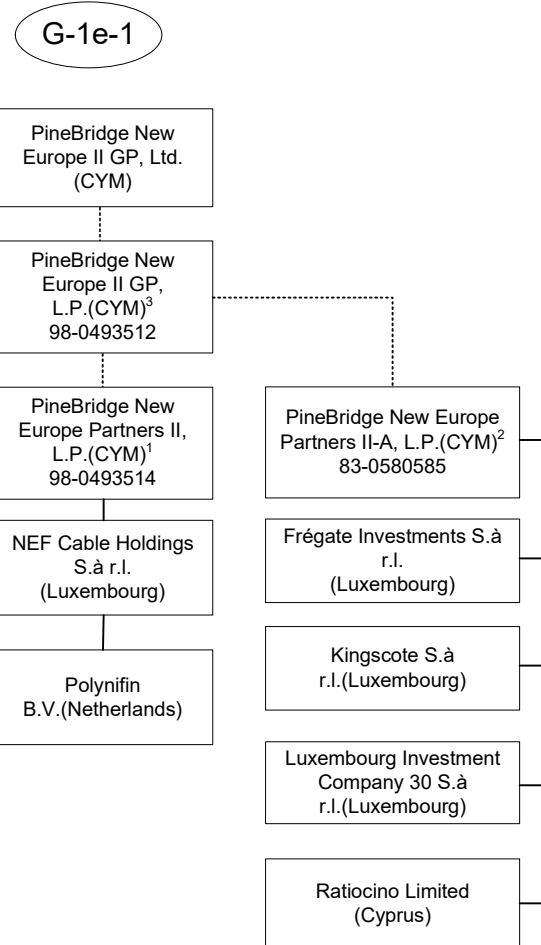 G-1e-1
PineBridge New
Europe II GP, Ltd.
(CYM)
PineBridge New
Europe II GP,
L.P.(CYM)3
98-0493512
PineBridge New
Europe Partners II,
L.P.(CYM)1
98-0493514
NEF Cable Holdings
S.à r.l.
(Luxembourg)
Polynifin
B.V.(Netherlands)
PineBridge New Europe
Partners II-A, L.P.(CYM)2
83-0580585
Frégate Investments S.à
r.l.
(Luxembourg)
Kingscote S.à
r.l.(Luxembourg)
Luxembourg Investment
Company 30 S.à
r.l.(Luxembourg)
Ratiocino Limited
(Cyprus)